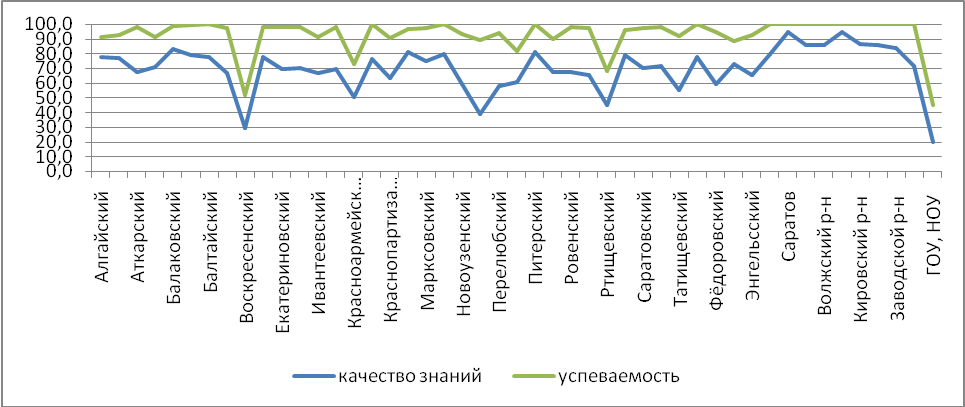 100,0
90,0
80,0
70,0
60,0
50,0
40,0
30,0
20,0
10,0
0,0
Алгайский
Аткарский
Балаковский
Балтайский
Воскресенский
Екатериновский
Ивантеевский
Красноармейск…
Краснопартиза…
Марксовский
Новоузенский
Перелюбский
Питерский
Ровенский
Ртищевский
Саратовский
Татищевский
Фёдоровский
Энгельсский
Саратов
Волжский р-н
Кировский р-н
Заводской р-н
ГОУ, НОУ
качество знаний
успеваемость